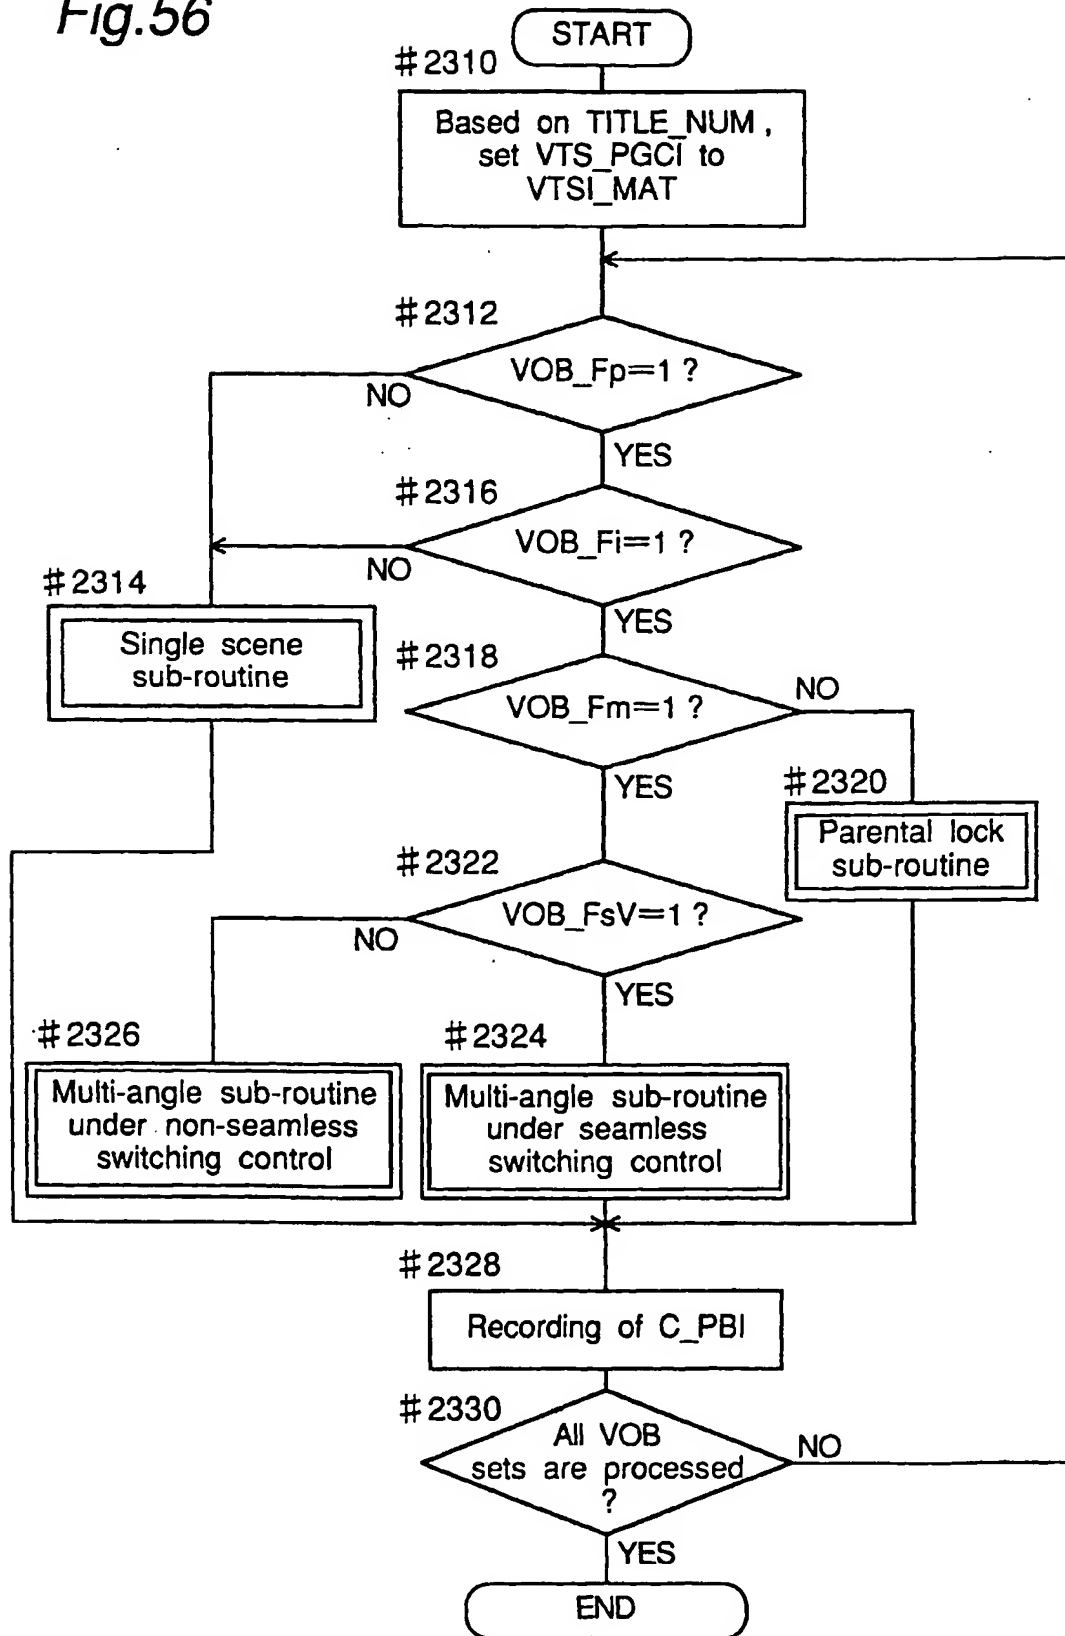 Fig.56
START
#2310
Based on TITLE_NUM,
set VTS_PGCI to
VTSI_MAT
#2312
VOB_Fp=1 ?
NO
YES
#2316
VOB_Fi=1 ?
NO
YES
#2314
Single scene
sub-routine
#2318
VOB_Fm=1 ?
NO
YES
#2320
Parental lock
sub-routine
#2322
VOB_FsV=1 ?
NO
YES
#2326
Multi-angle sub-routine
under non-seamless
switching control
#2324
Multi-angle sub-routine
under seamless
switching control
#2328
Recording of C_PBI
#2330
All VOB
sets are processed
?
NO
YES
END